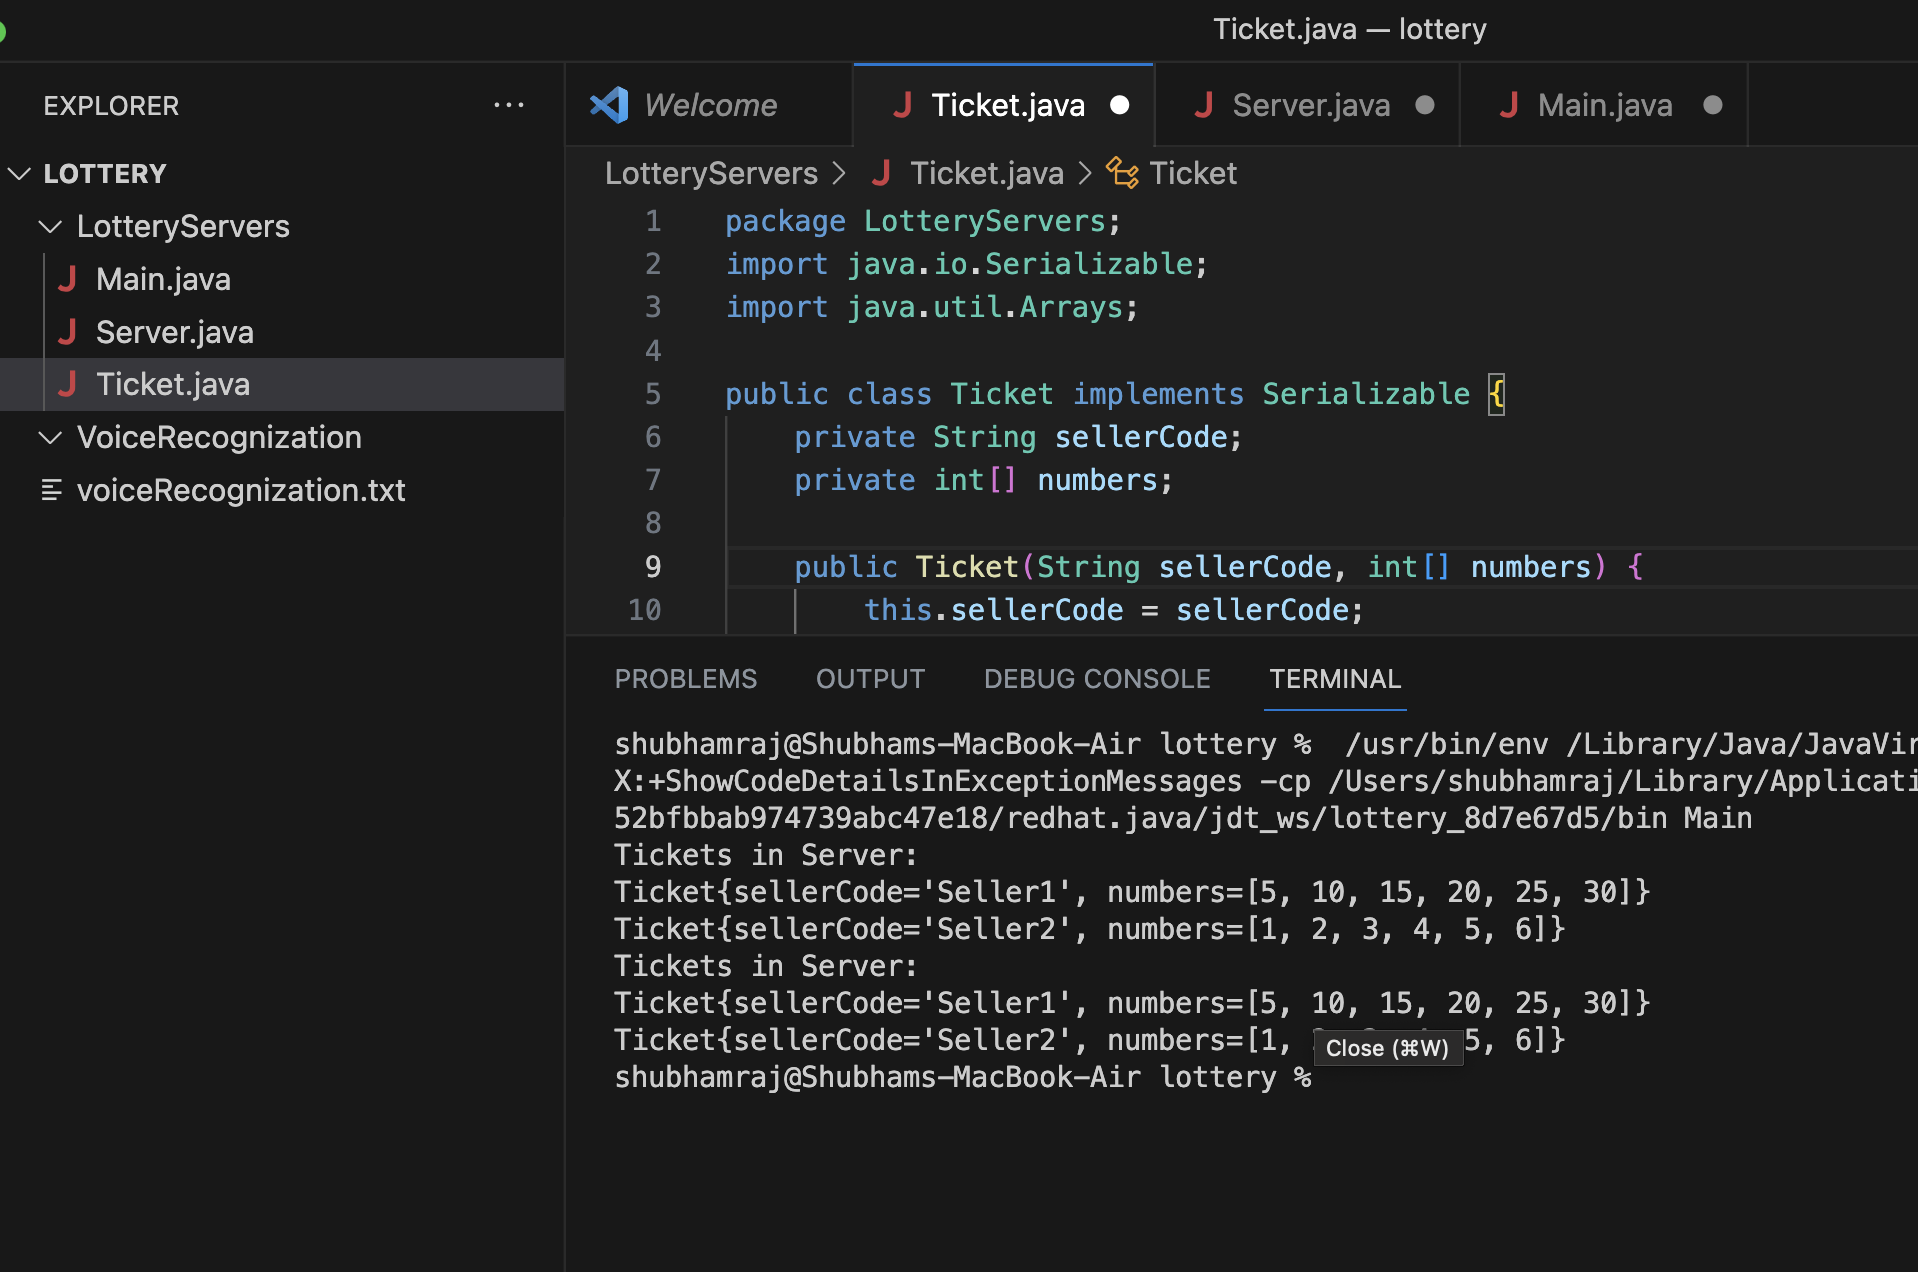 Ticket.java — lottery
EXPLORER
LOTTERY
LotteryServers
Main.java
Server.java
Ticket.java
VoiceRecognization
voiceRecognization.txt
Welcome
Ticket.java
Server.java
Main.java
LotteryServers > Ticket.java > Ticket
1 package LotteryServers;
2 import java.io.Serializable;
3 import java.util.Arrays;
4
5 public class Ticket implements Serializable {
6 private String sellerCode;
7 private int[] numbers;
8
9 public Ticket(String sellerCode, int[] numbers) {
10 this.sellerCode = sellerCode;
PROBLEMS OUTPUT DEBUG CONSOLE TERMINAL
shubhamraj@Shubhams-MacBook-Air lottery % /usr/bin/env /Library/Java/JavaVir
X:+ShowCodeDetailsInExceptionMessages -cp /Users/shubhamraj/Library/Applicati
52bfbbab974739abc47e18/redhat.java/jdt_ws/lottery_8d7e67d5/bin Main
Tickets in Server:
Ticket{sellerCode='Seller1', numbers=[5, 10, 15, 20, 25, 30]}
Ticket{sellerCode='Seller2', numbers=[1, 2, 3, 4, 5, 6]}
Tickets in Server:
Ticket{sellerCode='Seller1', numbers=[5, 10, 15, 20, 25, 30]}
Ticket{sellerCode='Seller2', numbers=[1, 5, 6]}
Close (⌘W)
shubhamraj@Shubhams-MacBook-Air lottery %